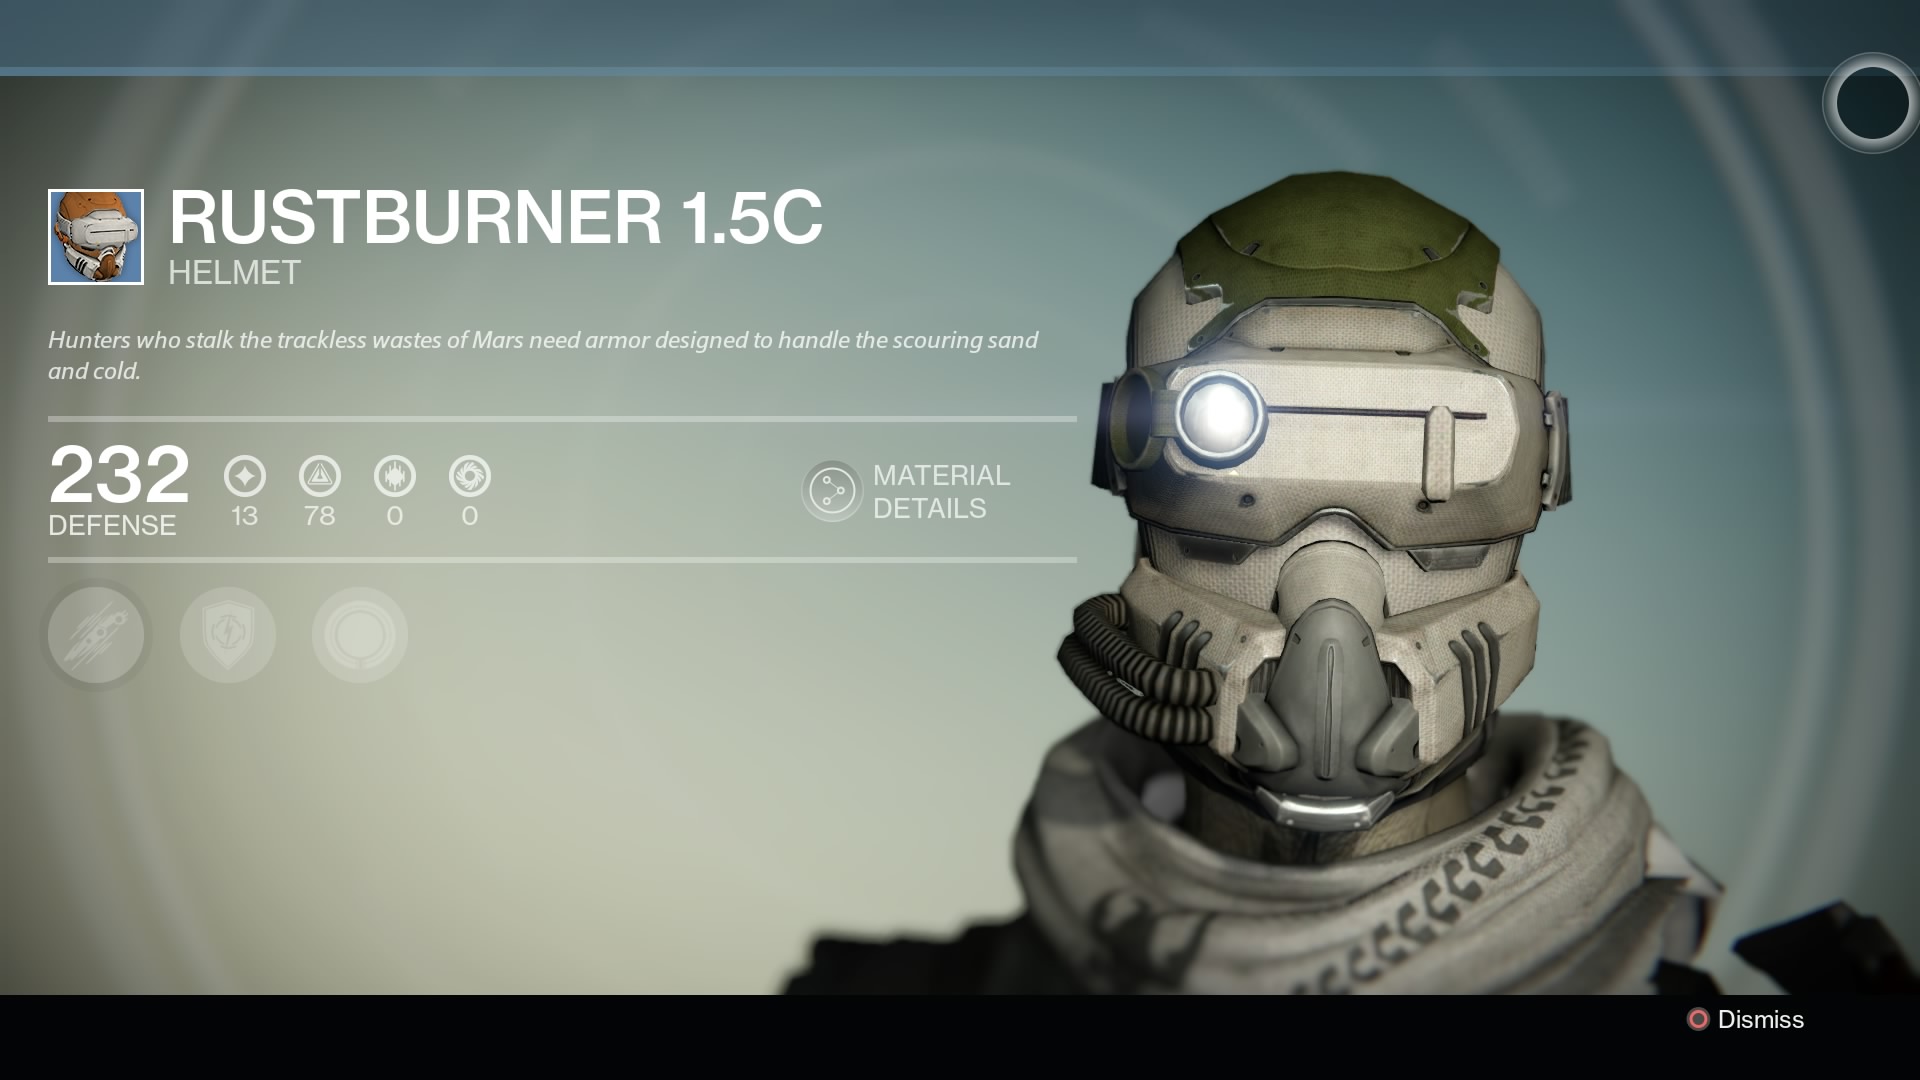 RUSTBURNER 1.5C
HELMET
Hunters who stalk the trackless wastes of Mars need armor designed to handle the scouring sand
and cold.
232
DEFENSE
13
78
0
0
MATERIAL
DETAILS
Dismiss